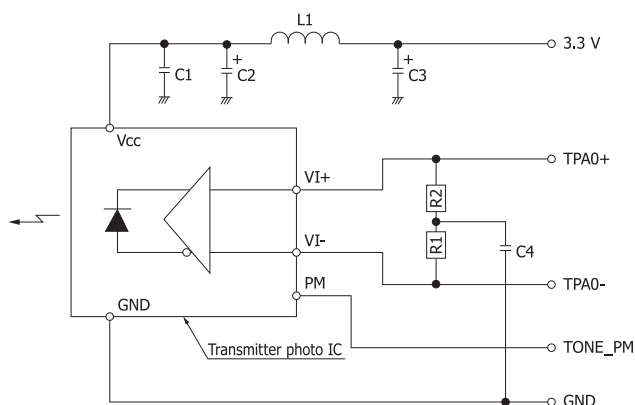 L1
3.3 V
C1
C2
C3
+
+
Vcc
TPA0+
VI+
R2
R1
C4
VI-
PM
TPA0-
GND
Transmitter photo IC
TONE_PM
GND